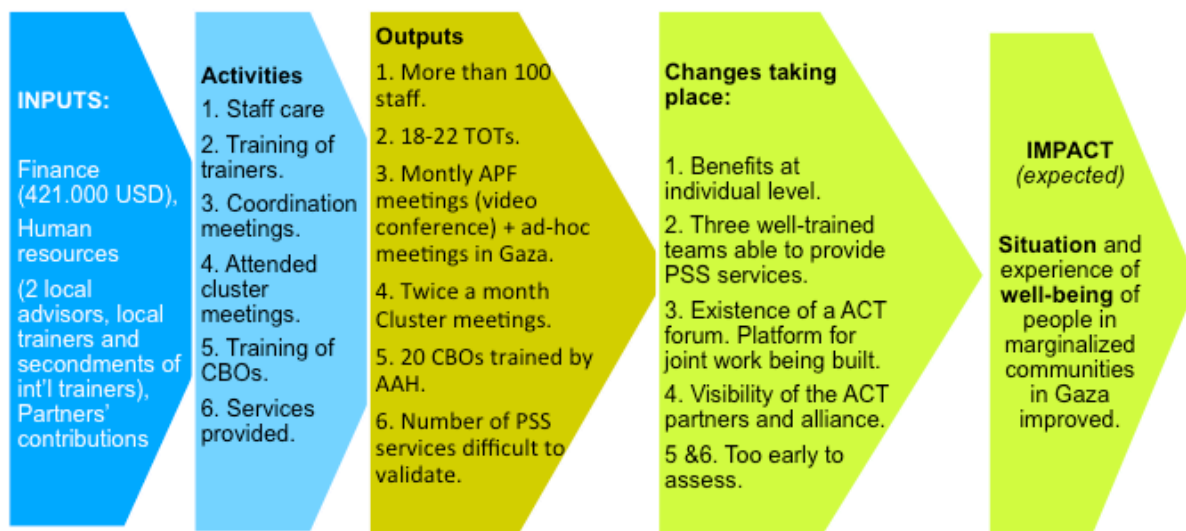 INPUTS:
Finance
(421.000 USD),
Human
resources
(2 local
advisors, local
trainers and
secondments of
int'l trainers),
Partners'
contributions
Activities
1. Staff care
2. Training of
trainers.
3. Coordination
meetings.
4. Attended
cluster
meetings.
5. Training of
CBOs.
6. Services
provided.
Outputs
1. More than 100
staff.
2. 18-22 TOTs.
3. Montly APF
meetings (video
conference) + ad-hoc
meetings in Gaza.
4. Twice a month
Cluster meetings.
5. 20 CBOs trained by
AAH.
6. Number of PSS
services difficult to
validate.
Changes taking
place:
1. Benefits at
individual level.
2. Three well-trained
teams able to provide
PSS services.
3. Existence of a ACT
forum. Platform for
joint work being built.
4. Visibility of the ACT
partners and alliance.
5 &6. Too early to
assess.
IMPACT
(expected)
Situation and
experience of
well-being of
people in
marginalized
communities
in Gaza
improved.